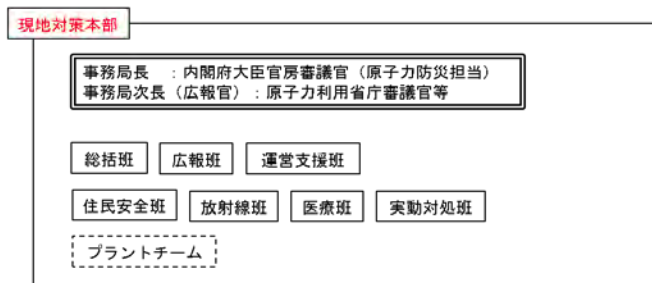 現地対策本部
事務局長　：内閣府大臣官房審議官（原子力防災担当）
事務局次長（広報官）：原子力利用省庁審議官等
総括班　広報班　運営支援班
住民安全班　放射線班　医療班　実動対処班
プラントチーム